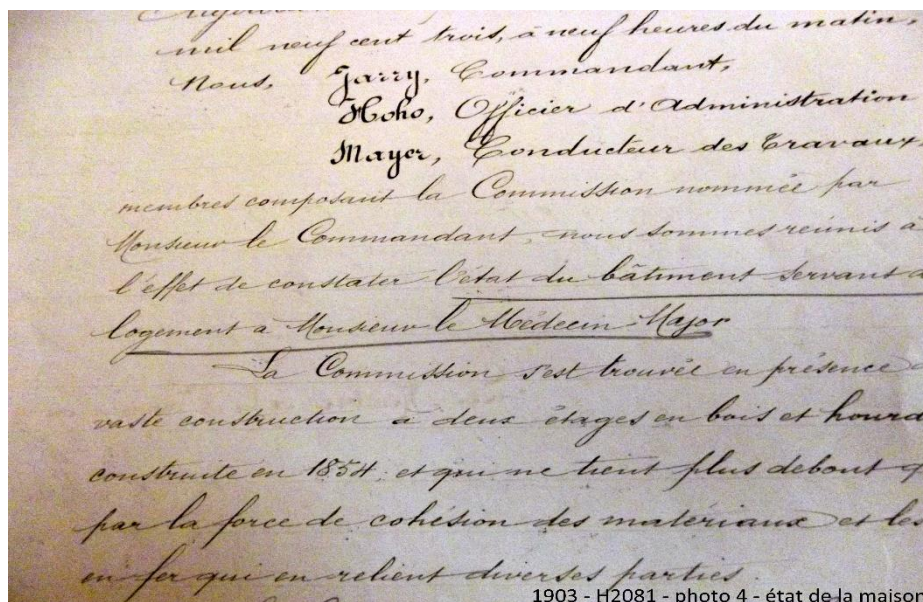 mil neuf cent trois, à neuf heures du matin,
Nous, Jarry, Commandant,
Hoho, Officier d'Administration
Mayer, Conducteur des Travaux,
membres composant la Commission nommée par
Monsieur le Commandant, nous sommes réunis à
l'effet de constater l'état du bâtiment servant
logement à Monsieur le Médecin-Major
La Commission s'est trouvée en présence
vaste construction à deux étages en bois et hourd
construite en 1854, et qui ne tient plus debout q
par la force de cohésion des matériaux et les
en fer qui en relient diverses parties.
1903 - H2081 - photo 4 - état de la maison